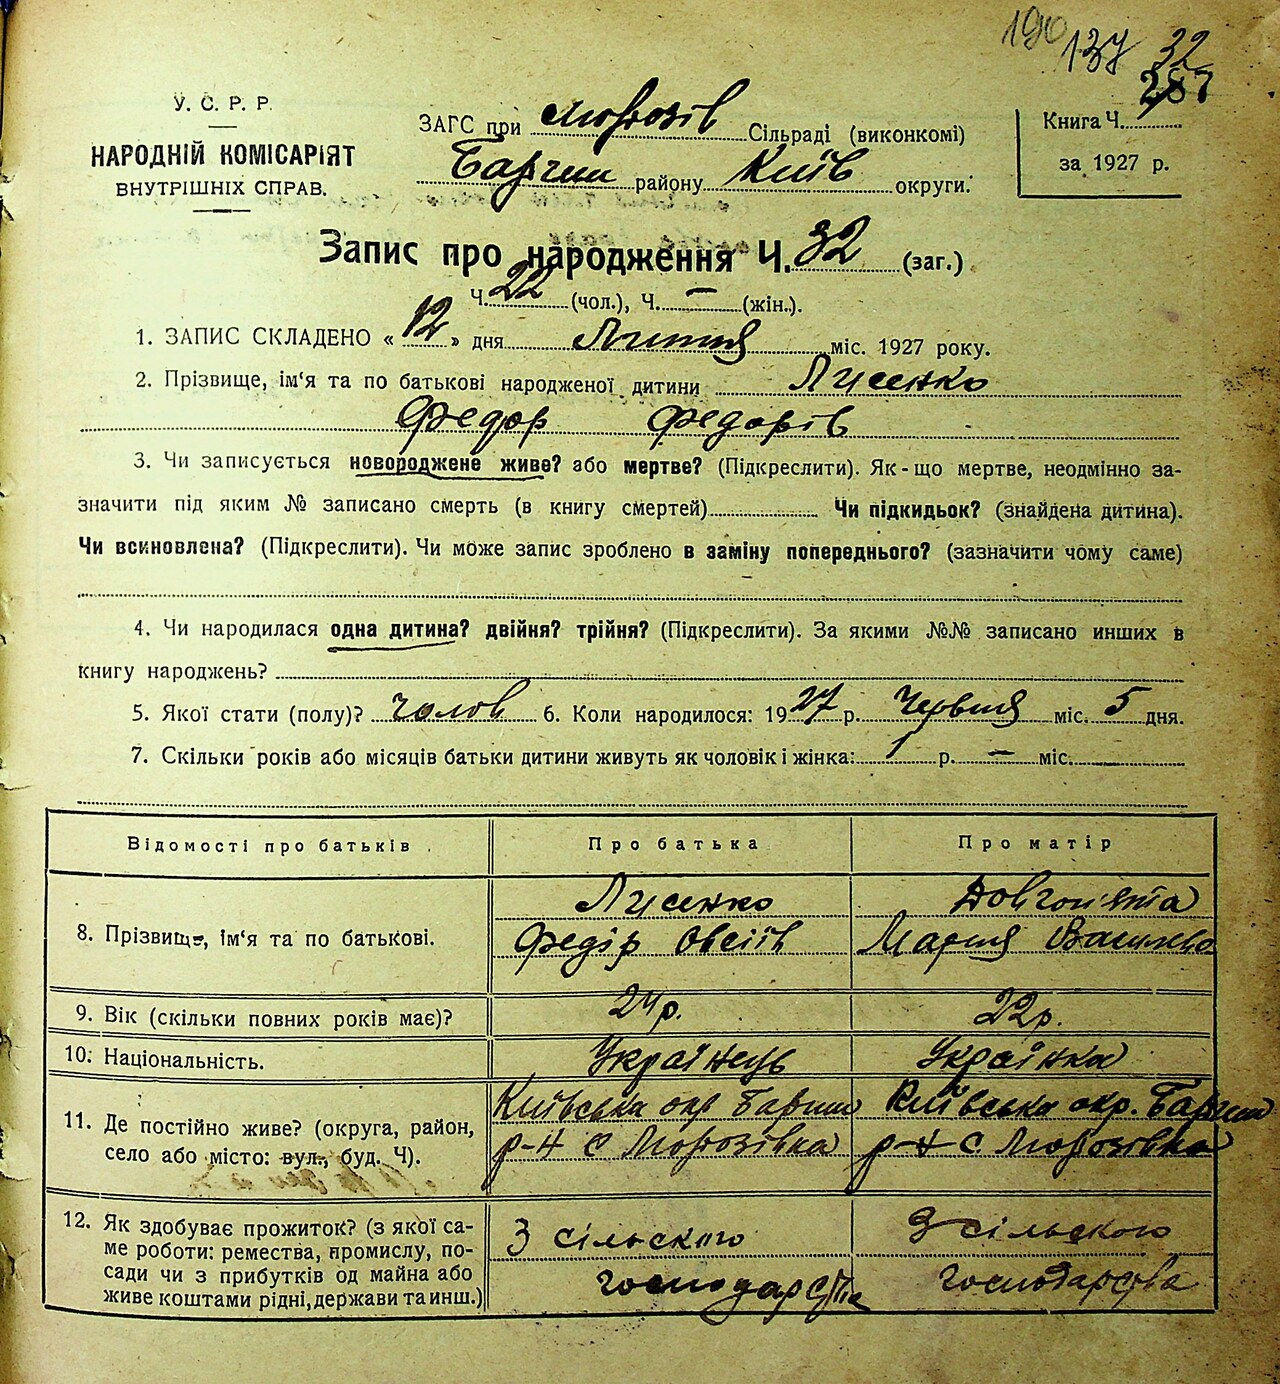 190 137 32
У. С. Р. Р.
НАРОДНІЙ КОМІСАРІЯТ
ВНУТРІШНІХ СПРАВ.
ЗАГС при Морозів Сільраді (виконкомі)
району Київ округи.
Книга Ч. 287
за 1927 р.
Запис про народження Ч. 32 (заг.)
Ч. 22 (чол.), Ч. – (жін.).
1. ЗАПИС СКЛАДЕНО « 12 » дня Липня міс. 1927 року.
2. Прізвище, ім‘я та по батькові народженої дитини Лисенко
Федор Федорів
3. Чи записується новороджене живе? або мертве? (Підкреслити). Як-що мертве, неодмінно за-
значити під яким № записано смерть (в книгу смертей) Чи підкидьок? (знайдена дитина).
Чи всиновлена? (Підкреслити). Чи може запис зроблено в заміну попереднього? (зазначити чому саме)
4. Чи народилася одна дитина? двійня? трійня? (Підкреслити). За якими №№ записано инших в
книгу народжень?
5. Якої стати (полу)? чолов 6. Коли народилося: 1927 р. Червня міс. 5 дня.
7. Скільки років або місяців батьки дитини живуть як чоловік і жінка: 1 р. – міс.
Відомості про батьків Про батька Про матір
8. Прізвище, ім‘я та по батькові. Лисенко Федір Овсіїв Довгоп'ята Мария Василева
9. Вік (скільки повних років має)? 24 р. 22 р.
10. Національність. Українець Українка
11. Де постійно живе? (округа, район, Київська окр Київська окр.
село або місто: вул., буд. Ч). р-н с Морозівка р-н с. Морозівка
12. Як здобуває прожиток? (з якої са- З сільского З сільского
ме роботи: ремества, промислу, по-
сади чи з прибутків од майна або господарства господарства
живе коштами рідні, держави та инш.)